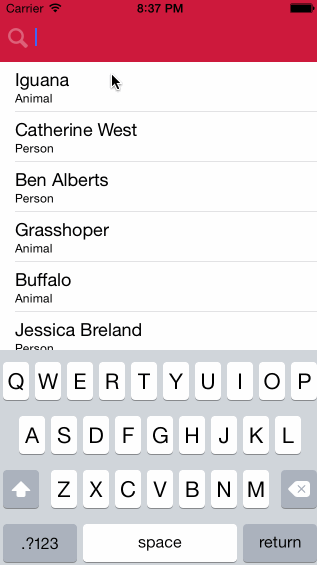 Carrier 8:37 PM
Iguana
Animal
Catherine West
Person
Ben Alberts
Person
Grasshoper
Animal
Buffalo
Animal
Jessica Breland
Person
Q W E R T Y U I O P
A S D F G H J K L
Z X C V B N M
.?123 space return